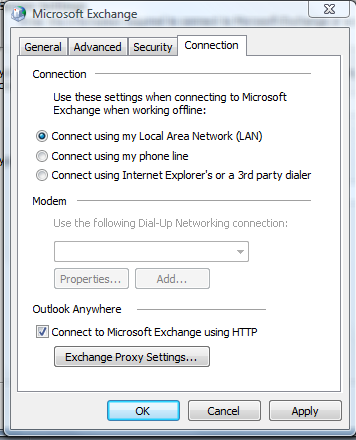 Microsoft Exchange
General Advanced Security Connection
Connection
Use these settings when connecting to Microsoft
Exchange when working offline:
Connect using my Local Area Network (LAN)
Connect using my phone line
Connect using Internet Explorer's or a 3rd party dialer
Modem
Use the following Dial-Up Networking connection:
Properties... Add...
Outlook Anywhere
Connect to Microsoft Exchange using HTTP
Exchange Proxy Settings...
OK Cancel Apply